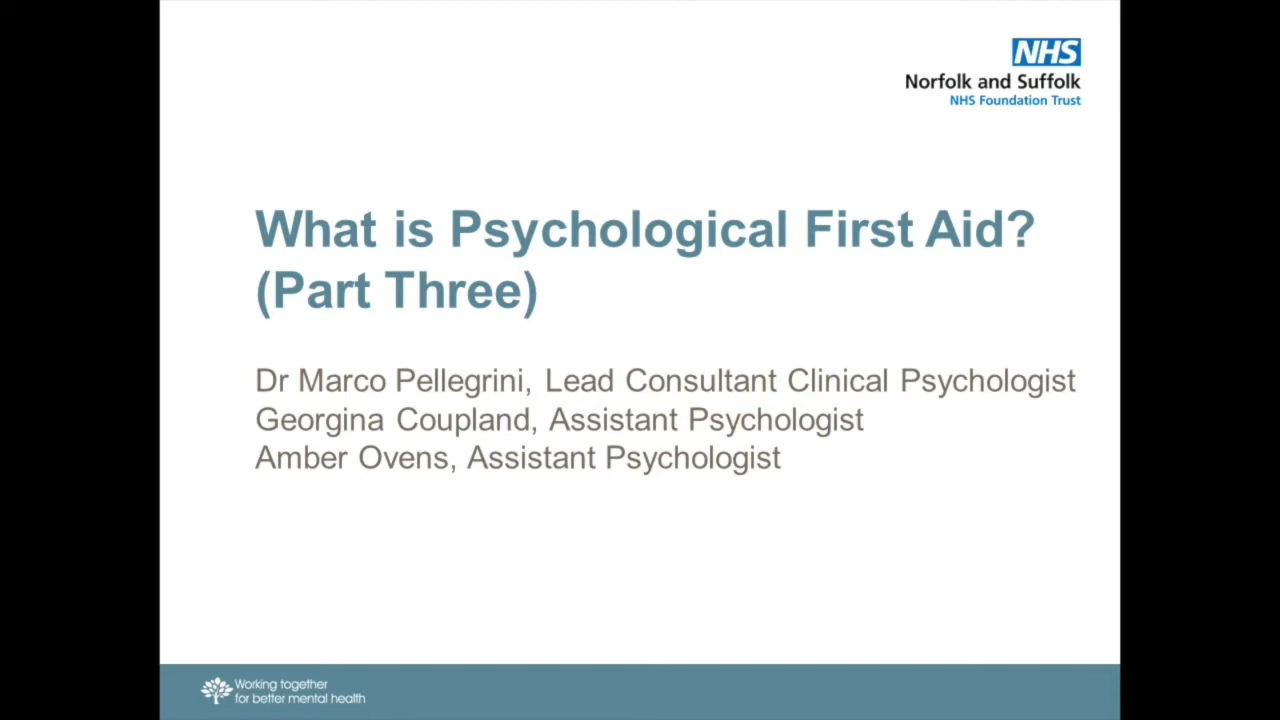 NHS
Norfolk and Suffolk
NHS Foundation Trust
What is Psychological First Aid?
(Part Three)
Dr Marco Pellegrini, Lead Consultant Clinical Psychologist
Georgina Coupland, Assistant Psychologist
Amber Ovens, Assistant Psychologist
Working together
for better mental health